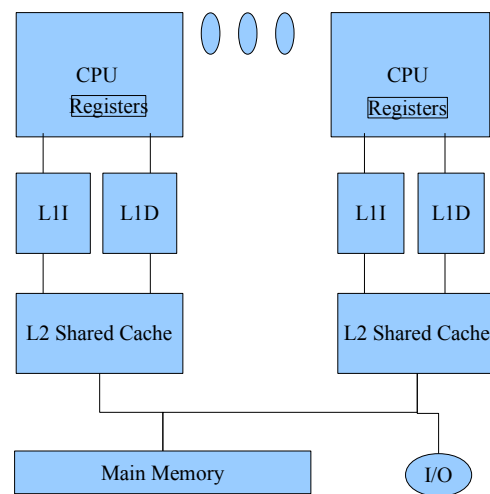 CPU
Registers
CPU
Registers
L1I
L1D
L1I
L1D
L2 Shared Cache
L2 Shared Cache
Main Memory
I/O